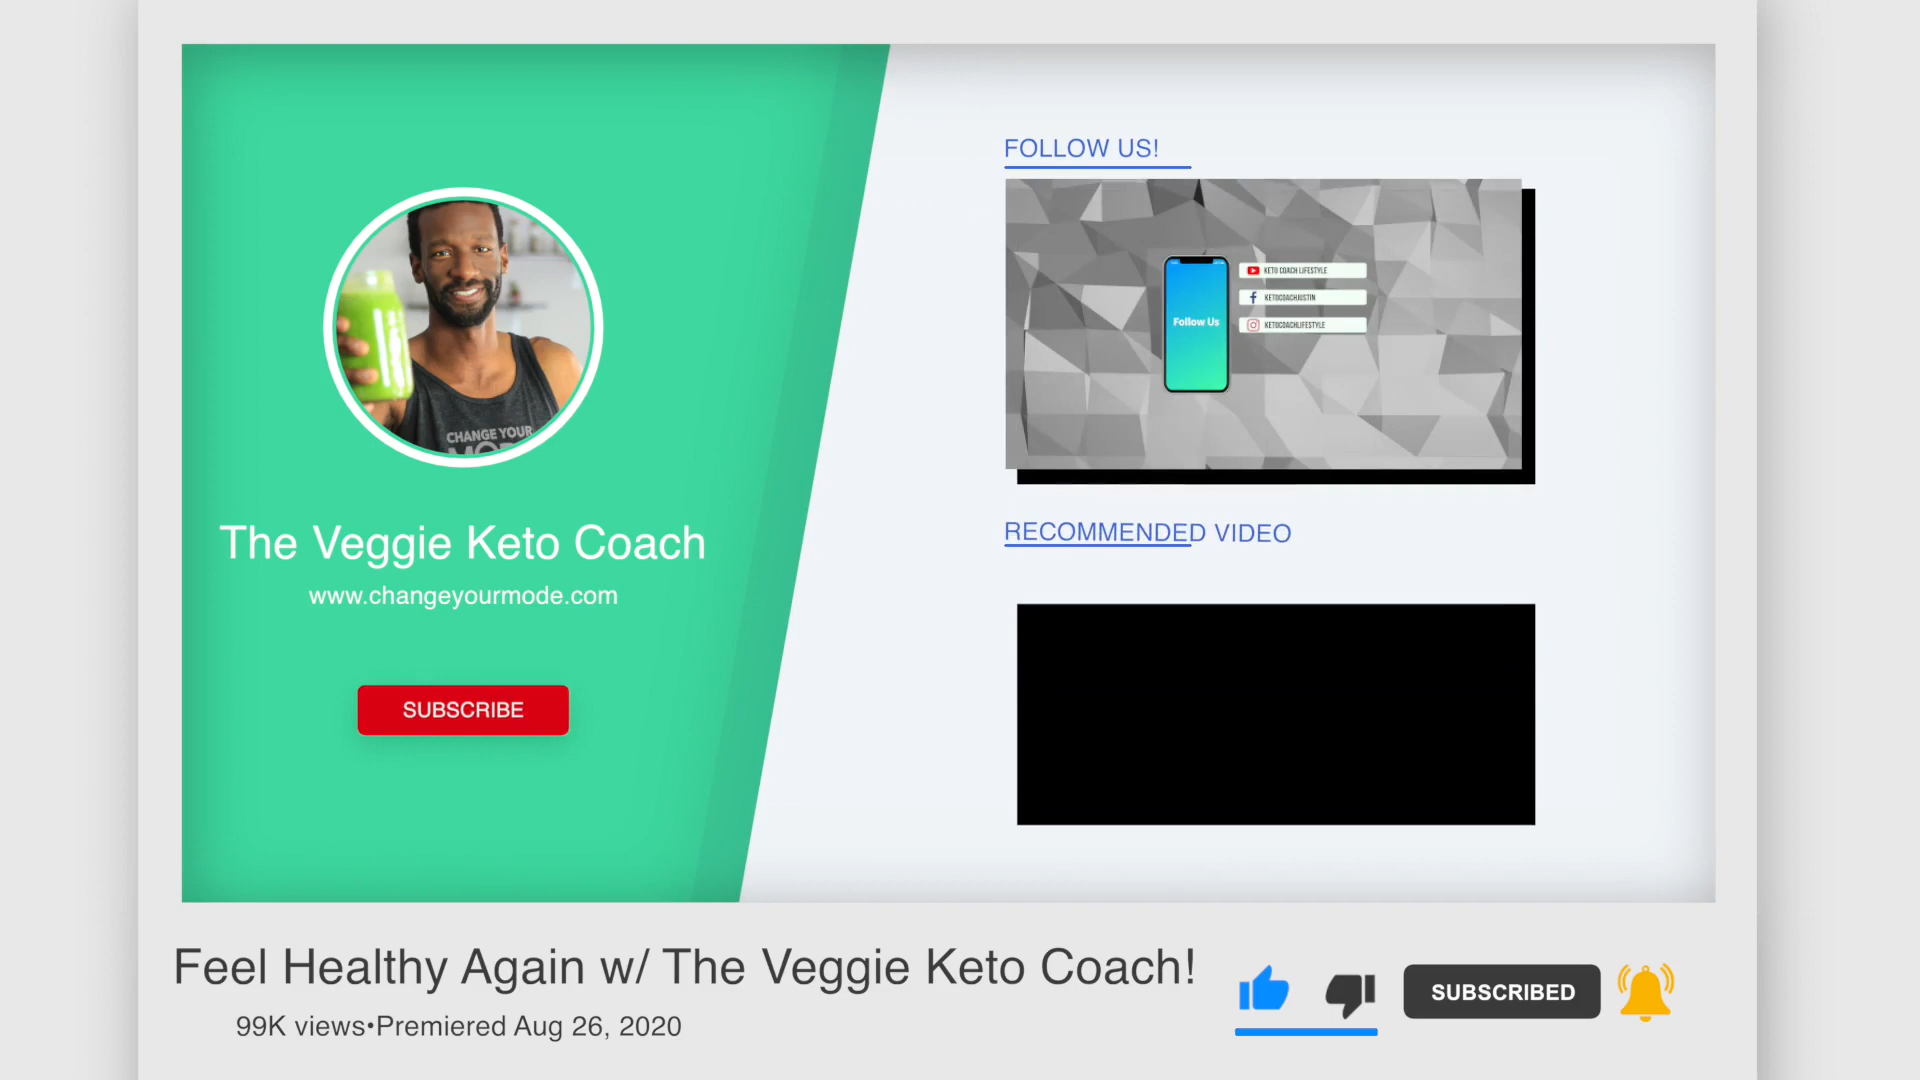 FOLLOW US!
KETO COACH LIFESTYLE
KETOCOACHJUSTIN
Follow Us
KETOCOACHLIFESTYLE
CHANGE YOUR
The Veggie Keto Coach
www.changeyourmode.com
RECOMMENDED VIDEO
SUBSCRIBE
Feel Healthy Again w/ The Veggie Keto Coach!
99K views•Premiered Aug 26, 2020
SUBSCRIBED